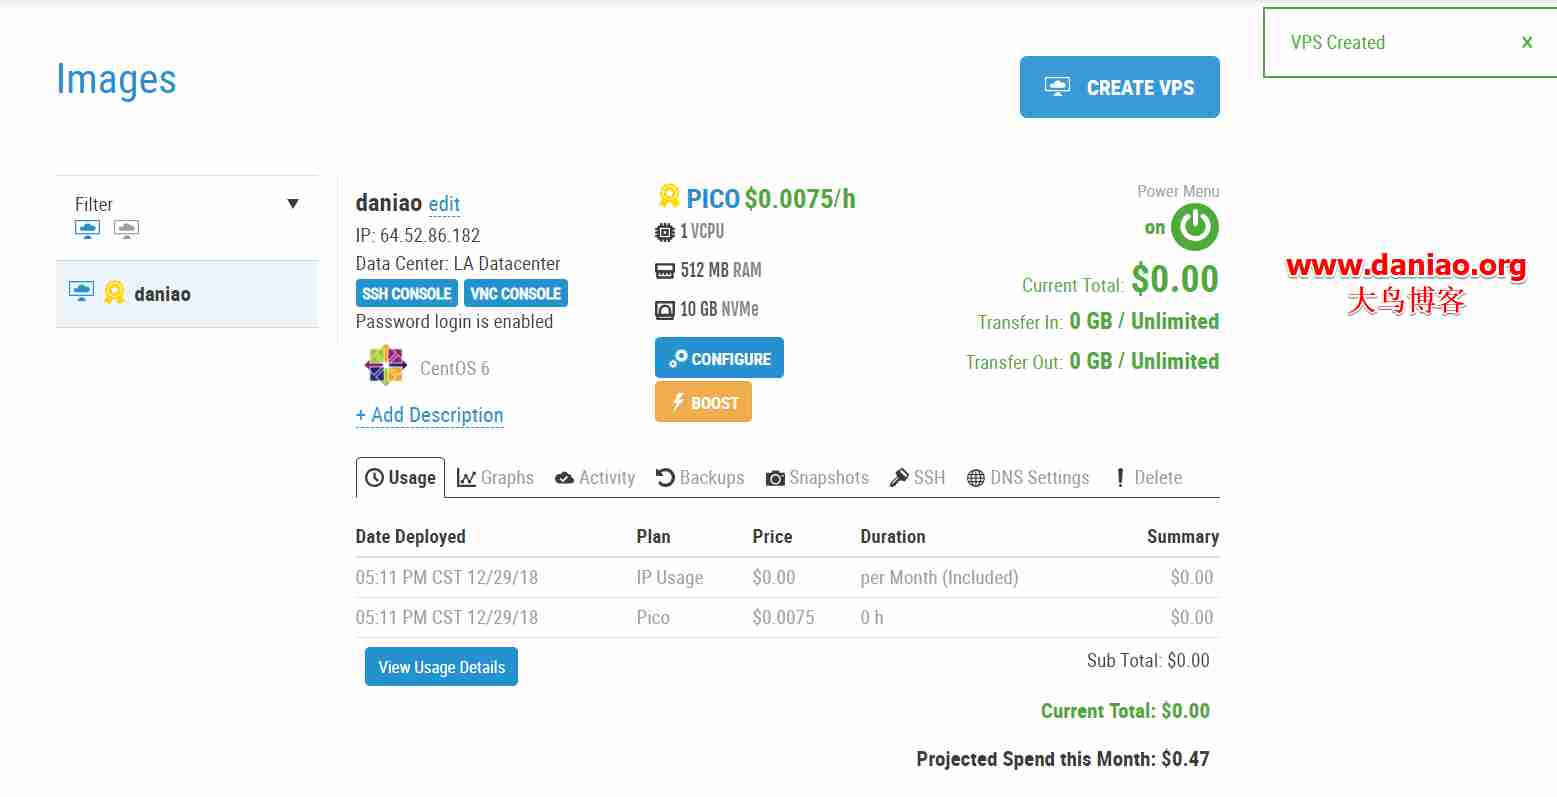 VPS Created x
Images
CREATE VPS
Filter ▼
daniao
daniao edit
IP: 64.52.86.182
Data Center: LA Datacenter
SSH CONSOLE VNC CONSOLE
Password login is enabled
CentOS 6
+ Add Description
PICO $0.0075/h
1 VCPU
512 MB RAM
10 GB NVMe
CONFIGURE
BOOST
Power Menu
on
Current Total: $0.00
Transfer In: 0 GB / Unlimited
Transfer Out: 0 GB / Unlimited
www.daniao.org
大鸟博客
Usage Graphs Activity Backups Snapshots SSH DNS Settings Delete
Date Deployed Plan Price Duration Summary
05:11 PM CST 12/29/18 IP Usage $0.00 per Month (Included) $0.00
05:11 PM CST 12/29/18 Pico $0.0075 0 h $0.00
View Usage Details
Sub Total: $0.00
Current Total: $0.00
Projected Spend this Month: $0.47